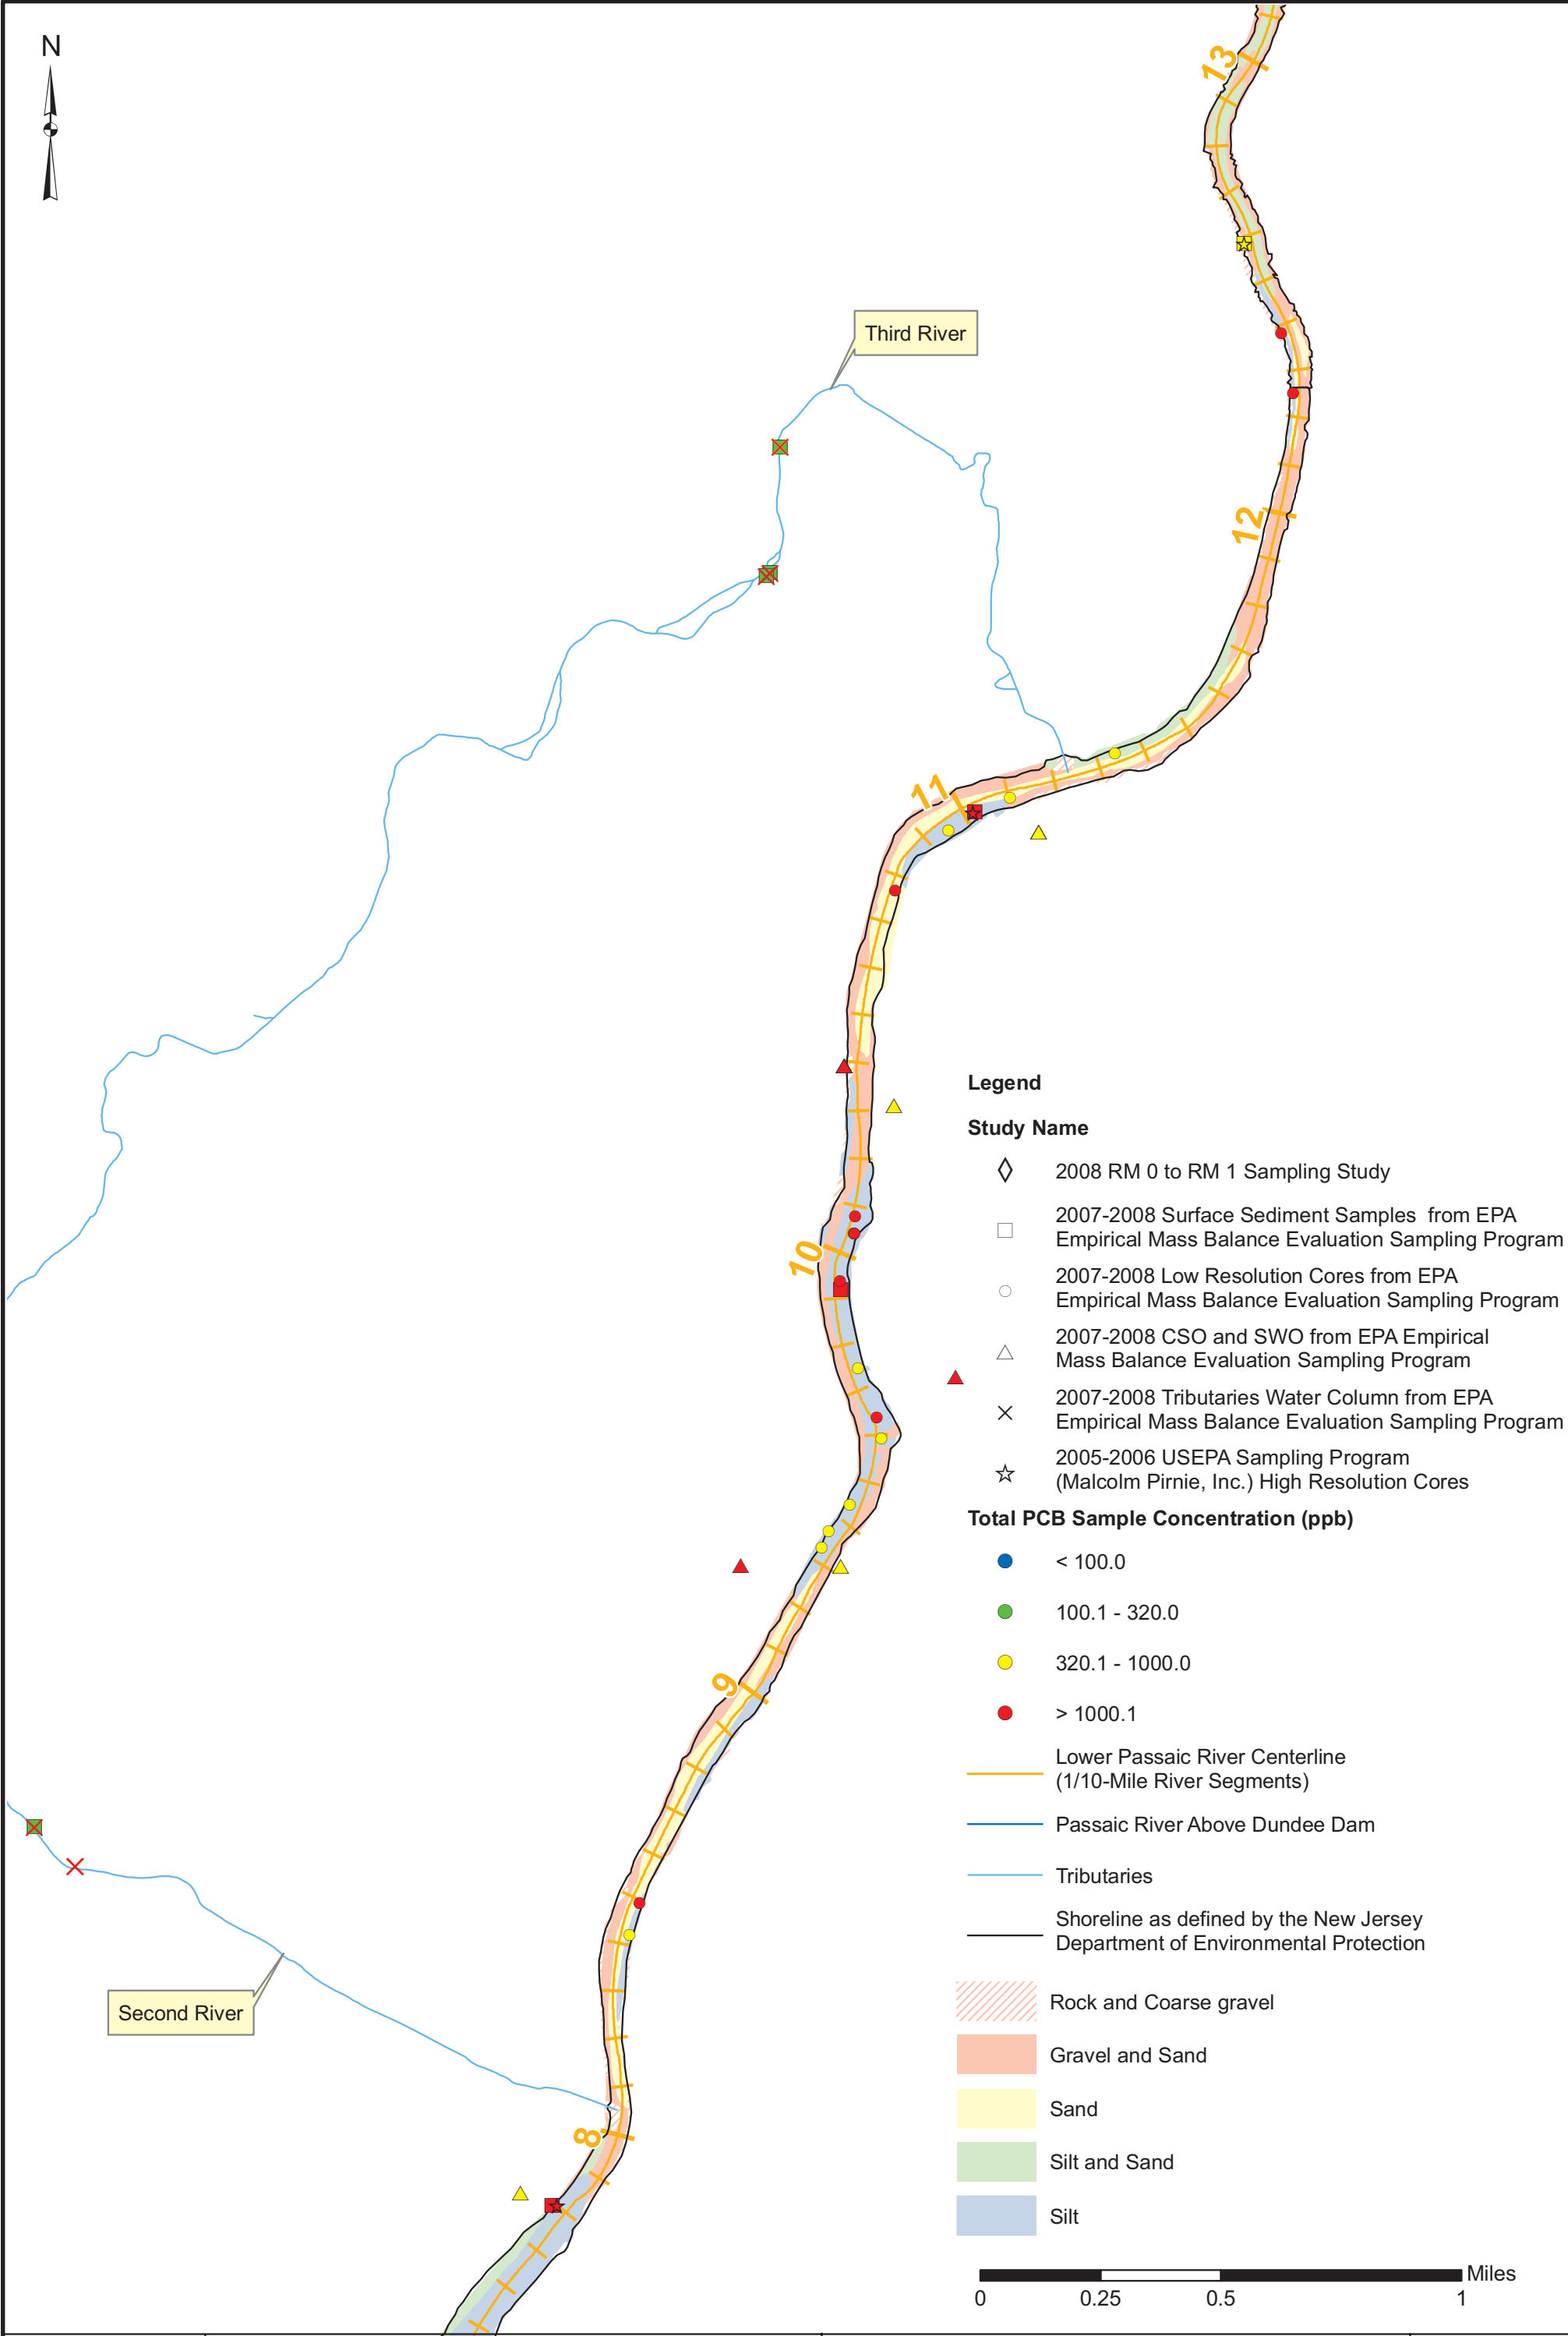 N
13
Third River
12
11
10
9
8
Second River
Legend
Study Name
2008 RM 0 to RM 1 Sampling Study
2007-2008 Surface Sediment Samples from EPA
Empirical Mass Balance Evaluation Sampling Program
2007-2008 Low Resolution Cores from EPA
Empirical Mass Balance Evaluation Sampling Program
2007-2008 CSO and SWO from EPA Empirical
Mass Balance Evaluation Sampling Program
2007-2008 Tributaries Water Column from EPA
Empirical Mass Balance Evaluation Sampling Program
2005-2006 USEPA Sampling Program
(Malcolm Pirnie, Inc.) High Resolution Cores
Total PCB Sample Concentration (ppb)
< 100.0
100.1 - 320.0
320.1 - 1000.0
> 1000.1
Lower Passaic River Centerline
(1/10-Mile River Segments)
Passaic River Above Dundee Dam
Tributaries
Shoreline as defined by the New Jersey
Department of Environmental Protection
Rock and Coarse gravel
Gravel and Sand
Sand
Silt and Sand
Silt
Miles
0 0.25 0.5 1